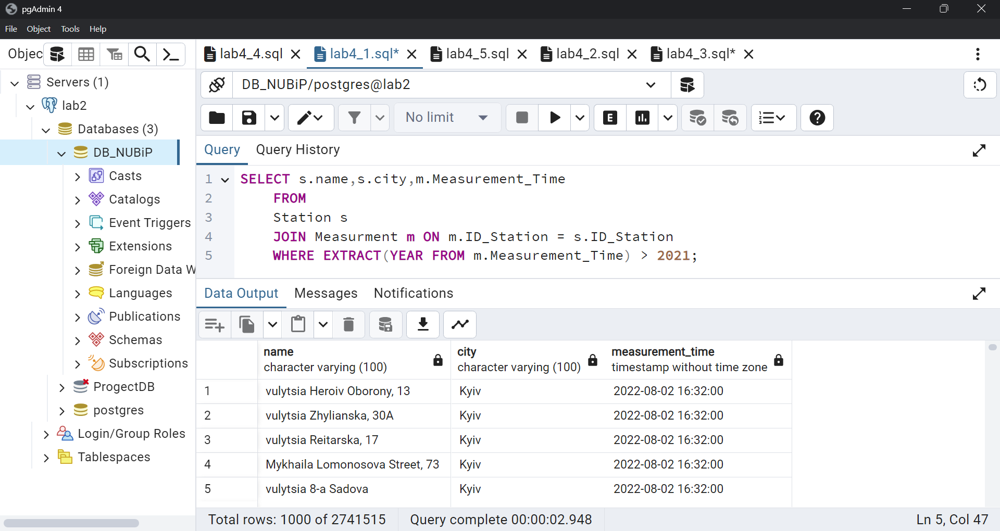 pgAdmin 4
File Object Tools Help
Objec
lab4_4.sql lab4_1.sql* lab4_5.sql lab4_2.sql lab4_3.sql*
Servers (1)
lab2
Databases (3)
DB_NUBiP
Casts
Catalogs
Event Triggers
Extensions
Foreign Data W
Languages
Publications
Schemas
Subscriptions
ProgectDB
postgres
Login/Group Roles
Tablespaces
DB_NUBiP/postgres@lab2
No limit
E
Query Query History
1 SELECT s.name,s.city,m.Measurement_Time
2 FROM
3 Station s
4 JOIN Measurment m ON m.ID_Station = s.ID_Station
5 WHERE EXTRACT(YEAR FROM m.Measurement_Time) > 2021;
Data Output Messages Notifications
name city measurement_time
character varying (100) character varying (100) timestamp without time zone
1 vulytsia Heroiv Oborony, 13 Kyiv 2022-08-02 16:32:00
2 vulytsia Zhylianska, 30A Kyiv 2022-08-02 16:32:00
3 vulytsia Reitarska, 17 Kyiv 2022-08-02 16:32:00
4 Mykhaila Lomonosova Street, 73 Kyiv 2022-08-02 16:32:00
5 vulytsia 8-a Sadova Kyiv 2022-08-02 16:32:00
Total rows: 1000 of 2741515 Query complete 00:00:02.948 Ln 5, Col 47